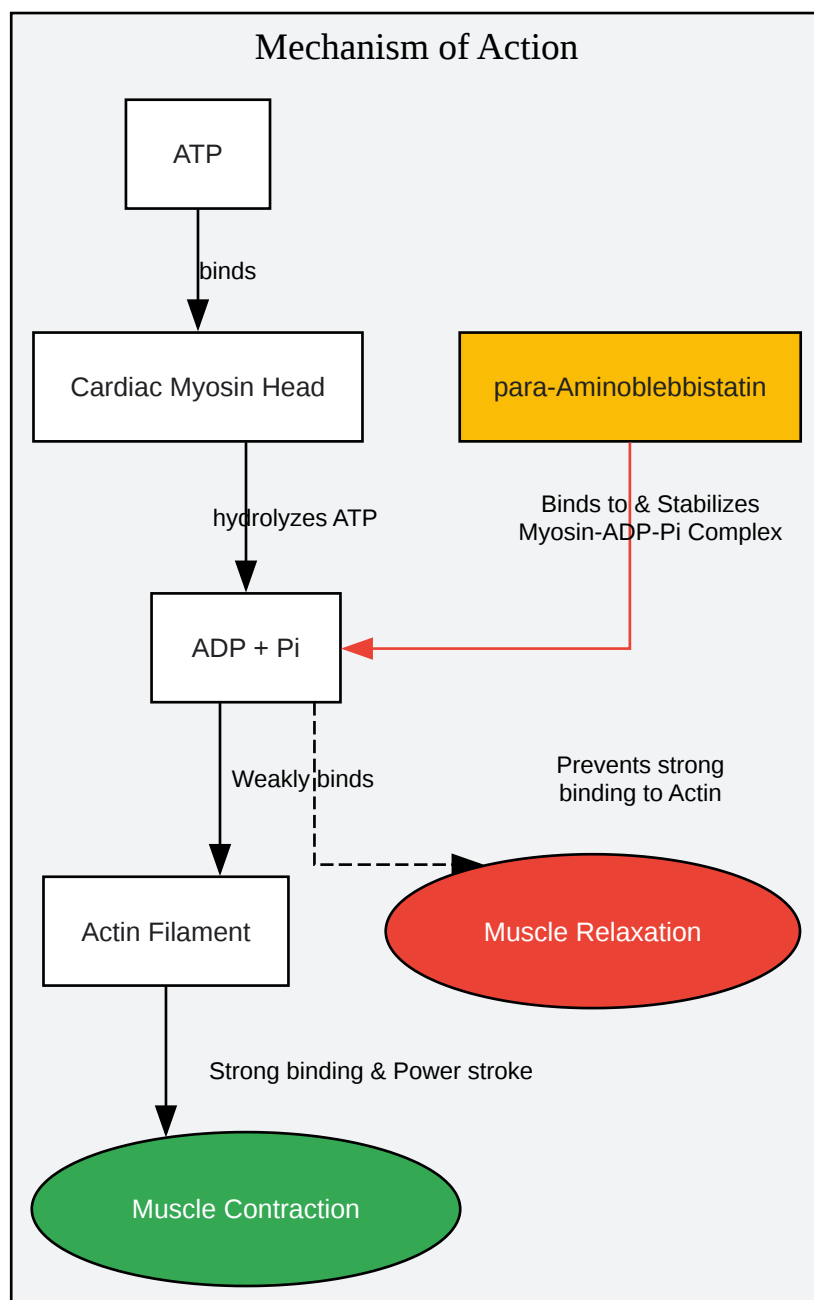 Mechanism of Action
ATP
binds
Cardiac Myosin Head
para-Aminoblebbistatin
hydrolyzes ATP
Binds to & Stabilizes
Myosin-ADP-Pi Complex
ADP + Pi
Weakly binds
Prevents strong
binding to Actin
Actin Filament
Muscle Relaxation
Strong binding & Power stroke
Muscle Contraction